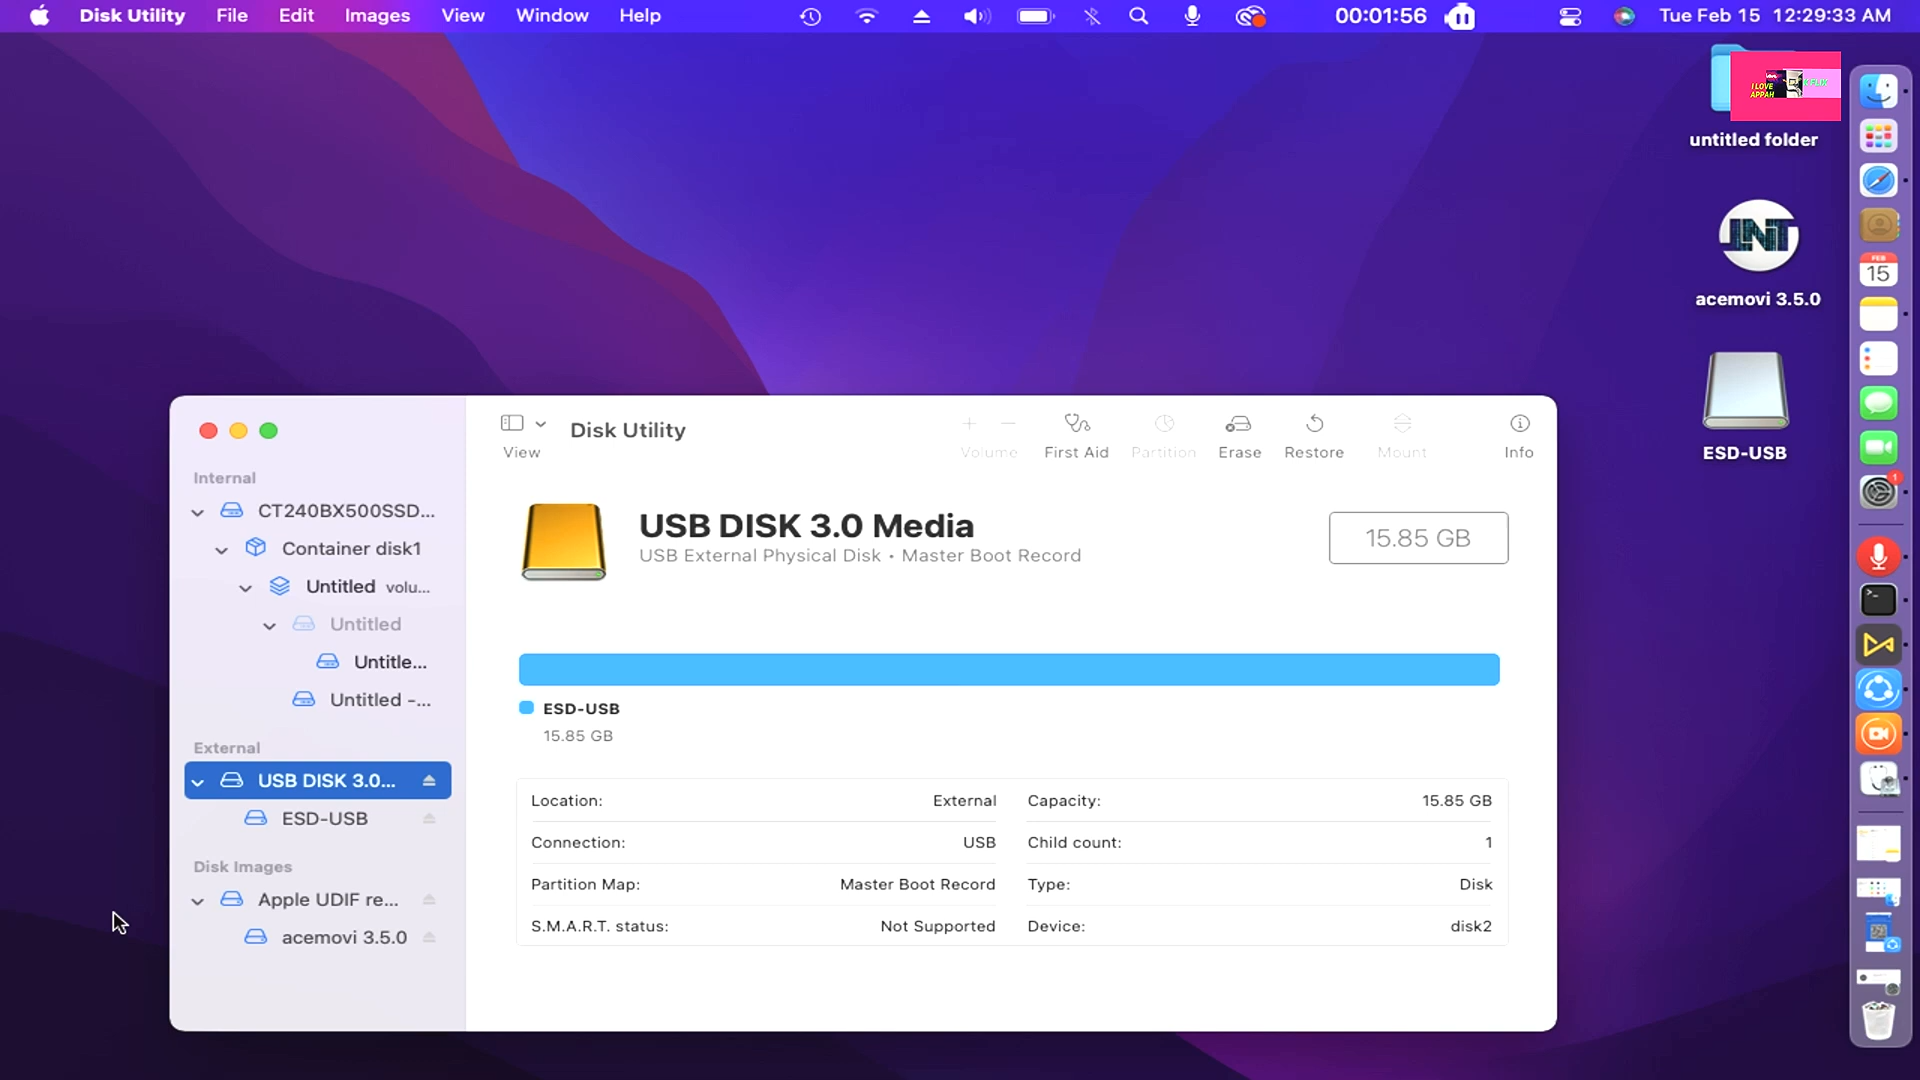 Disk Utility File Edit Images View Window Help 00:01:56 Tue Feb 15 12:29:33 AM
I LOVE
APPAH
untitled folder
FEB
15
JNT
acemovi 3.5.0
ESD-USB
1
View
Disk Utility
Volume First Aid Partition Erase Restore Mount Info
Internal
CT240BX500SSD...
Container disk1
Untitled volu...
Untitled
Untitle...
Untitled -...
External
USB DISK 3.0...
ESD-USB
Disk Images
Apple UDIF re...
acemovi 3.5.0
USB DISK 3.0 Media
USB External Physical Disk • Master Boot Record
15.85 GB
ESD-USB
15.85 GB
Location: External Capacity: 15.85 GB
Connection: USB Child count: 1
Partition Map: Master Boot Record Type: Disk
S.M.A.R.T. status: Not Supported Device: disk2